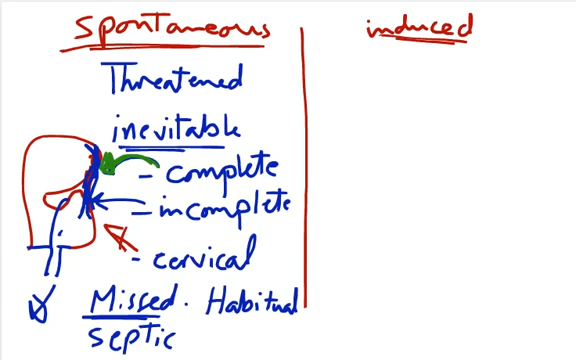 Spontaneous
induced
Threatened
inevitable
- complete
- incomplete
- cervical
Missed. Habitual
septic